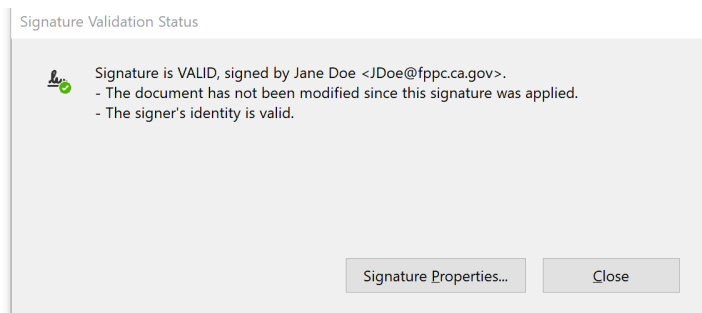 Signature Validation Status
Signature is VALID, signed by Jane Doe <JDoe@fppc.ca.gov>.
- The document has not been modified since this signature was applied.
- The signer's identity is valid.
Signature Properties...
Close